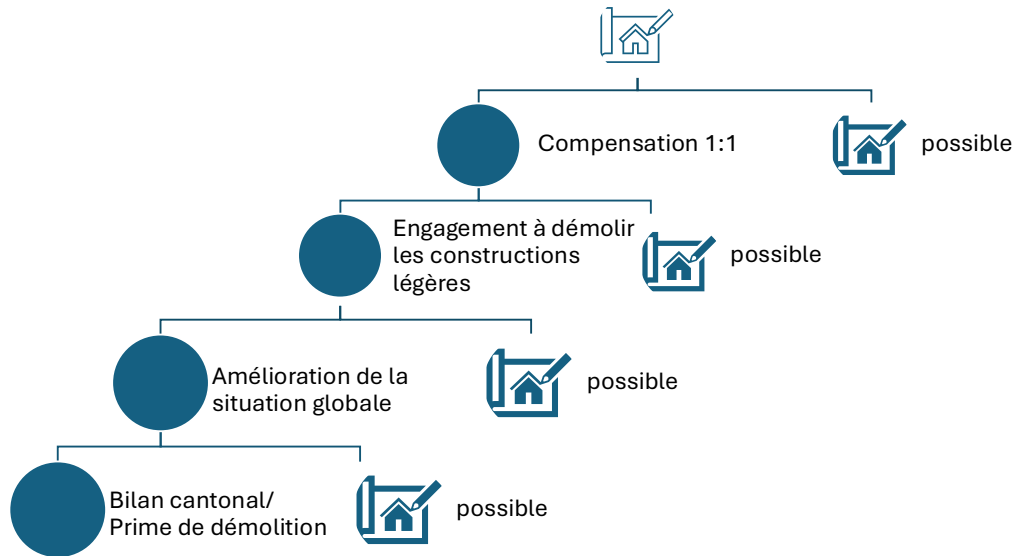 Compensation 1:1
possible
Engagement à démolir
les constructions
légères
possible
Amélioration de la
situation globale
possible
Bilan cantonal/
Prime de démolition
possible